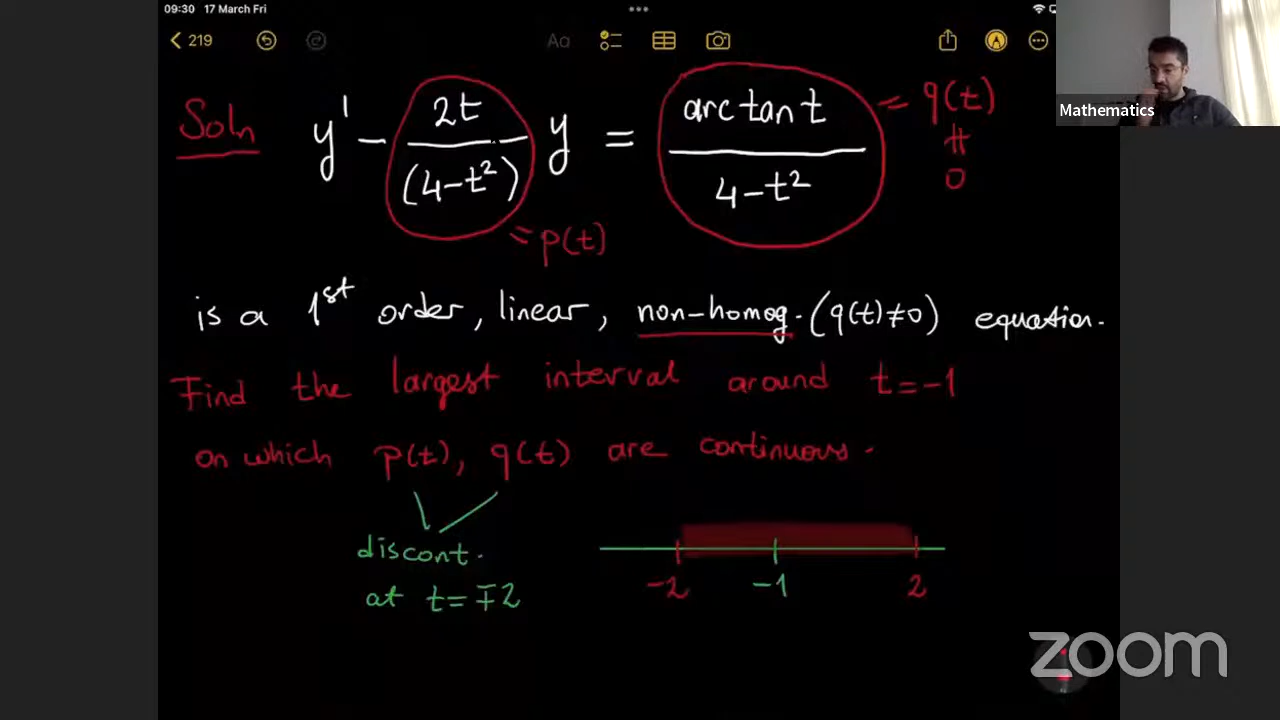 09:30 17 March Fri
219
Aa
Mathematics
Soln y' - 2t/(4-t²) y = arctan t/4-t² = q(t)
≠
0
= p(t)
is a 1st order, linear, non-homog. (q(t)≠0) equation.
Find the largest interval around t=-1
on which p(t), q(t) are continuous.
discont.
at t=∓2
-2 -1 2
zoom